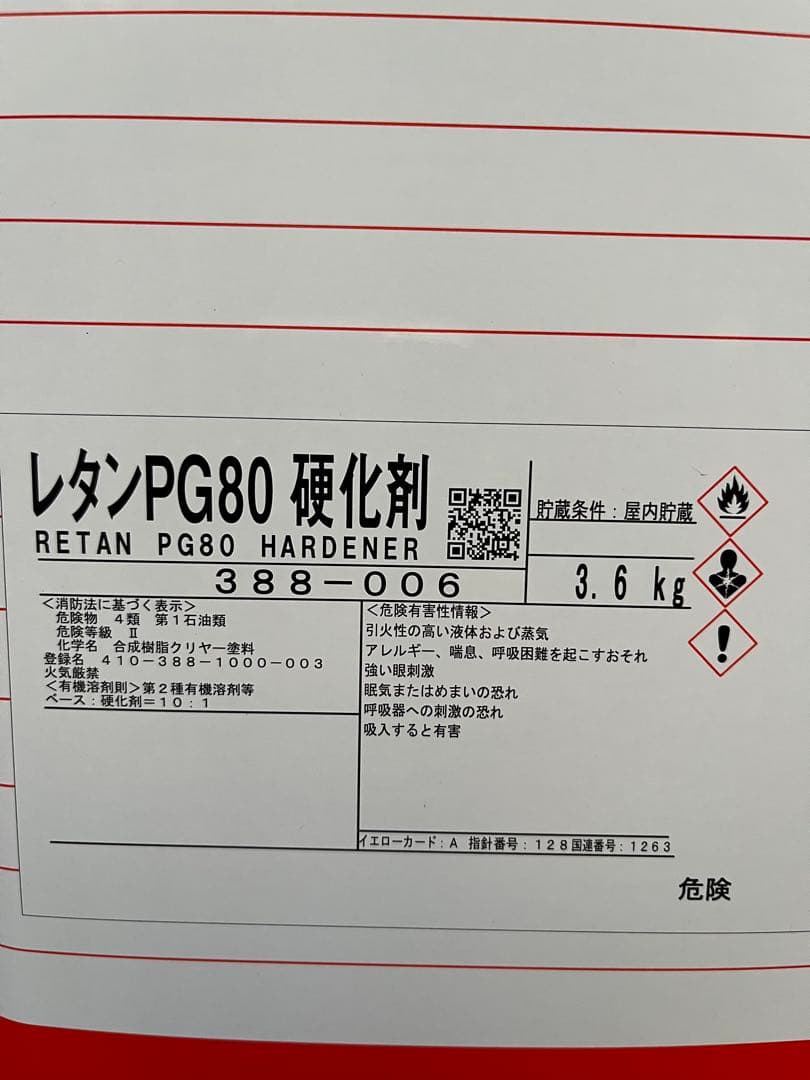 レタンPG80 硬化剤
RETAN PG80 HARDENER
388-006
貯蔵条件：屋内貯蔵
3.6 kg
＜消防法に基づく表示＞
危険物 4類 第1石油類
危険等級 Ⅱ
化学名 合成樹脂クリヤー塗料
登録名 410-388-1000-003
火気厳禁
＜有機溶剤則＞第2種有機溶剤等
ベース：硬化剤＝10：1
＜危険有害性情報＞
引火性の高い液体および蒸気
アレルギー、喘息、呼吸困難を起こすおそれ
強い眼刺激
眠気またはめまいの恐れ
呼吸器への刺激の恐れ
吸入すると有害
イエローカード：A 指針番号：128 国連番号：1263
危険